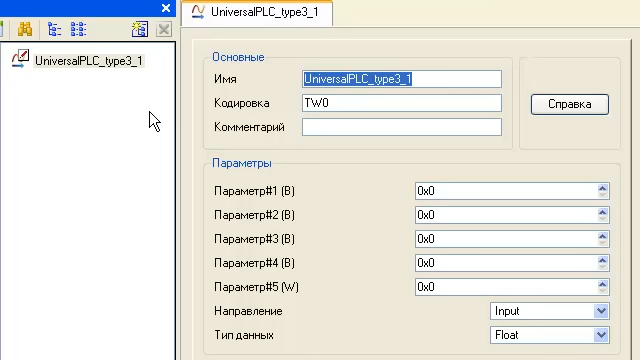 UniversalPLC_type3_1
UniversalPLC_type3_1
Основные
Имя UniversalPLC_type3_1
Кодировка TW0
Комментарий
Справка
Параметры
Параметр#1 (B) 0x0
Параметр#2 (B) 0x0
Параметр#3 (B) 0x0
Параметр#4 (B) 0x0
Параметр#5 (W) 0x0
Направление Input
Тип данных Float